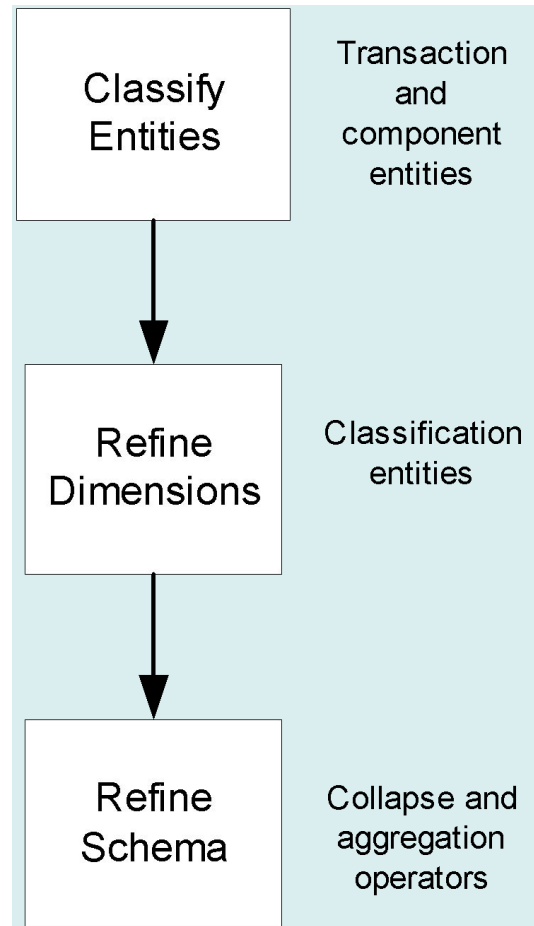 Classify
Entities
Transaction
and
component
entities
Refine
Dimensions
Classification
entities
Refine
Schema
Collapse and
aggregation
operators